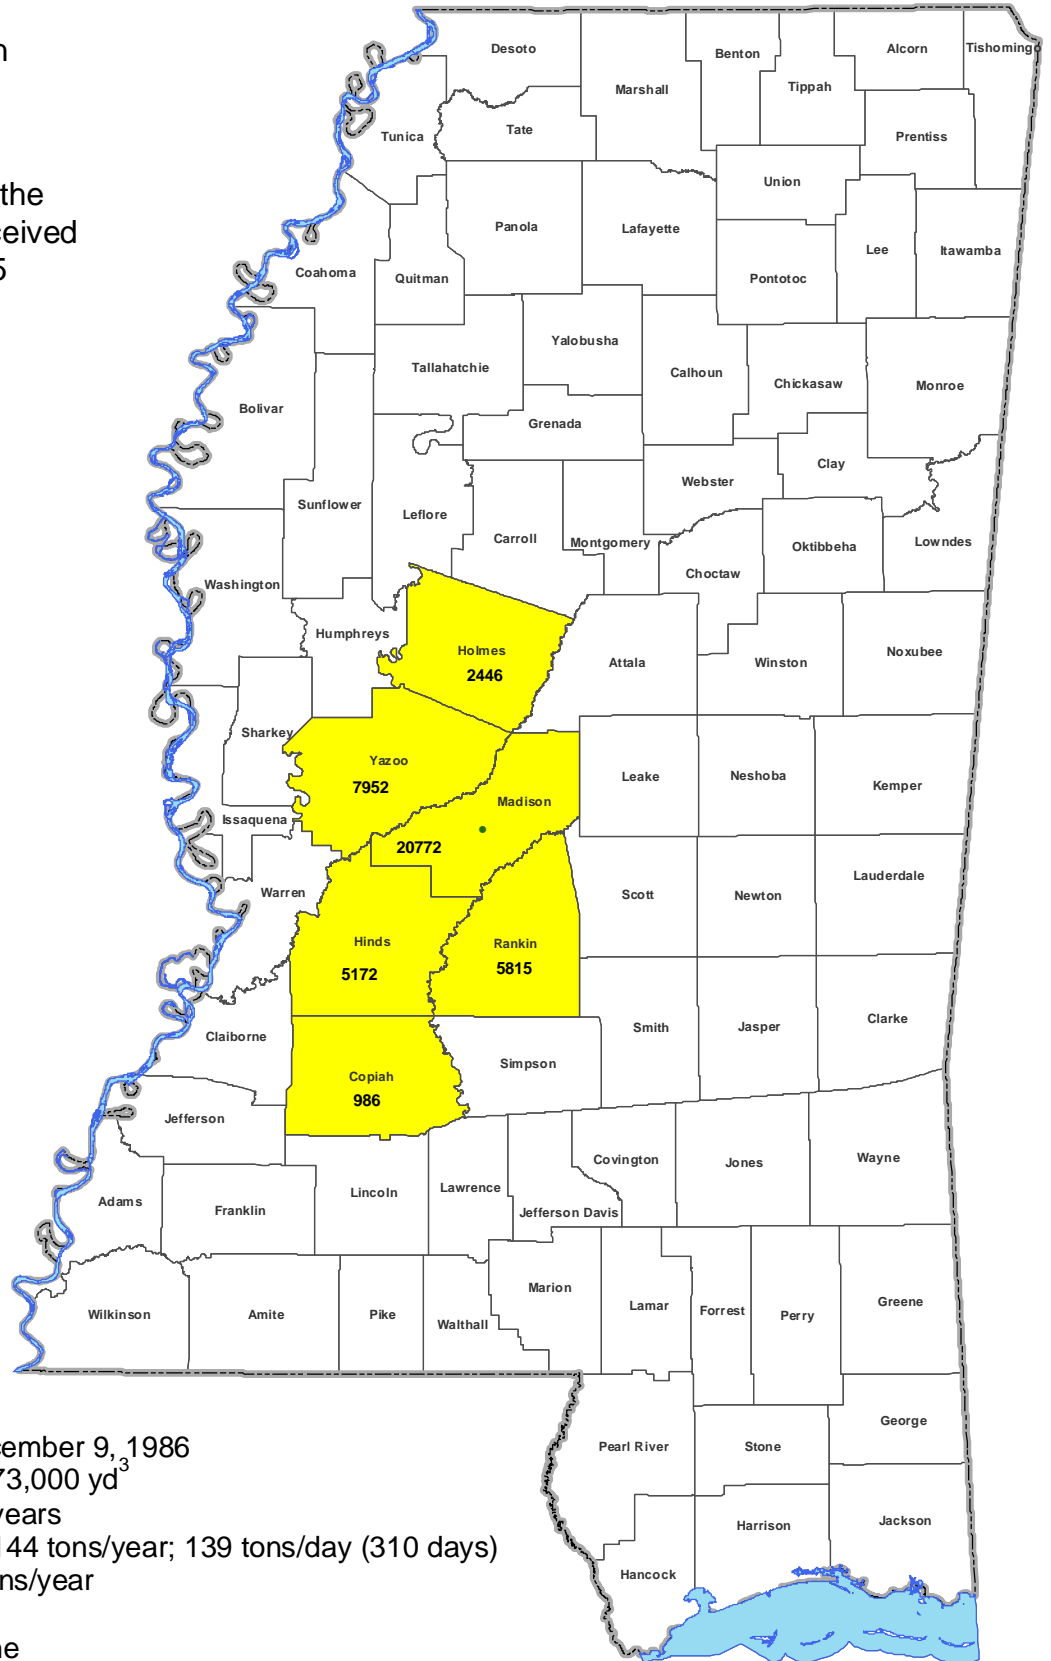 the
Desoto
Benton
Alcorn
Tishomingo
Marshall
Tippah
Tunica
Tate
Prentiss
Union
Panola
Lafayette
Lee
Itawamba
Coahoma
Quitman
Pontotoc
Yalobusha
Tallahatchie
Calhoun
Chickasaw
Monroe
Bolivar
Grenada
Clay
Webster
Sunflower
Leflore
Carroll
Montgomery
Oktibbeha
Lowndes
Choctaw
Washington
Humphreys
Holmes
2446
Attala
Winston
Noxubee
Sharkey
Yazoo
7952
Leake
Neshoba
Kemper
Madison
20772
Issaquena
Warren
Scott
Newton
Lauderdale
Hinds
5172
Rankin
5815
Claiborne
Smith
Jasper
Clarke
Simpson
Copiah
986
Jefferson
Covington
Jones
Wayne
Adams
Franklin
Lincoln
Lawrence
Jefferson Davis
Wilkinson
Amite
Pike
Walthall
Marion
Lamar
Forrest
Perry
Greene
Pearl River
Stone
George
Harrison
Jackson
Hancock
cember 9, 1986
73,000 yd³
years
144 tons/year; 139 tons/day (310 days)
ns/year